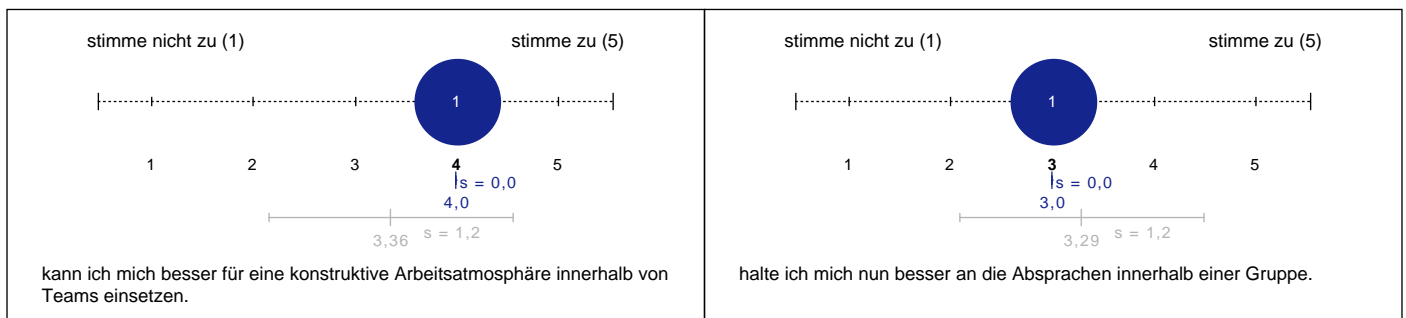 stimme nicht zu (1) stimme zu (5)
1
1 2 3 4 5
s = 0,0
4,0
3,36 s = 1,2
kann ich mich besser für eine konstruktive Arbeitsatmosphäre innerhalb von
Teams einsetzen.
stimme nicht zu (1) stimme zu (5)
1
1 2 3 4 5
s = 0,0
3,0
3,29 s = 1,2
halte ich mich nun besser an die Absprachen innerhalb einer Gruppe.